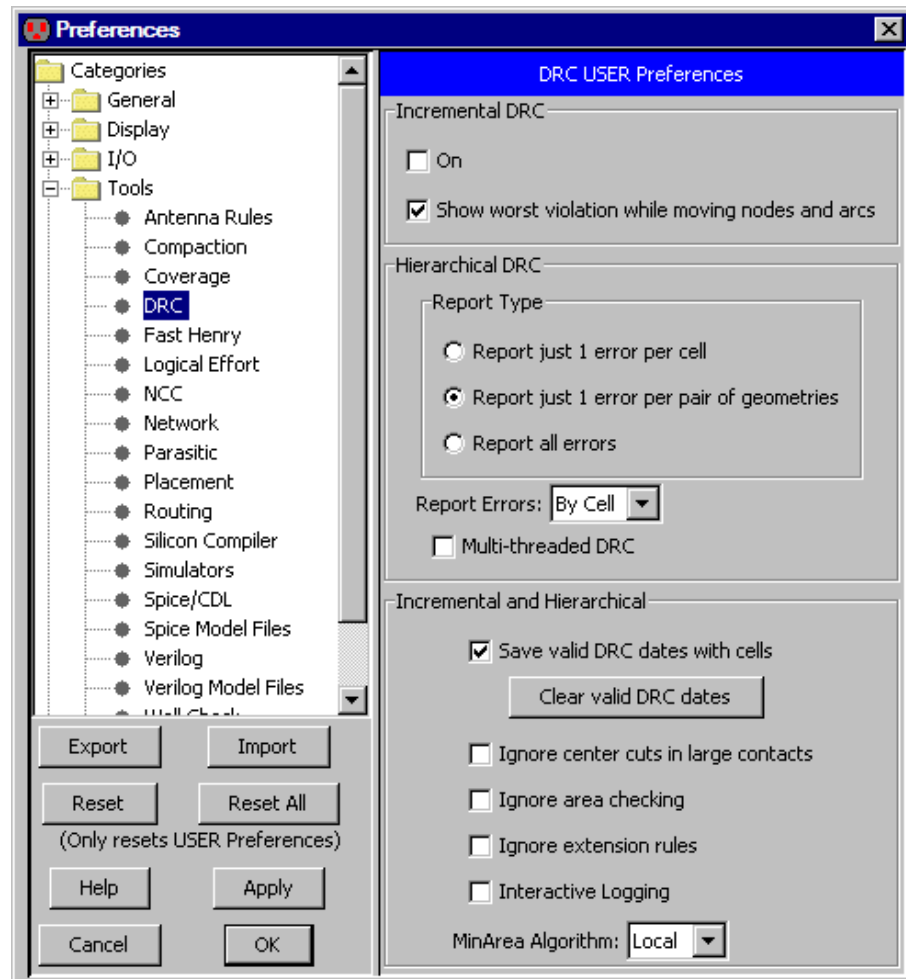 Preferences
Categories
General
Display
I/O
Tools
Antenna Rules
Compaction
Coverage
DRC
Fast Henry
Logical Effort
NCC
Network
Parasitic
Placement
Routing
Silicon Compiler
Simulators
Spice/CDL
Spice Model Files
Verilog
Verilog Model Files
Well Check
Export Import
Reset Reset All
(Only resets USER Preferences)
Help Apply
Cancel OK
DRC USER Preferences
Incremental DRC
On
Show worst violation while moving nodes and arcs
Hierarchical DRC
Report Type
Report just 1 error per cell
Report just 1 error per pair of geometries
Report all errors
Report Errors: By Cell
Multi-threaded DRC
Incremental and Hierarchical
Save valid DRC dates with cells
Clear valid DRC dates
Ignore center cuts in large contacts
Ignore area checking
Ignore extension rules
Interactive Logging
MinArea Algorithm: Local